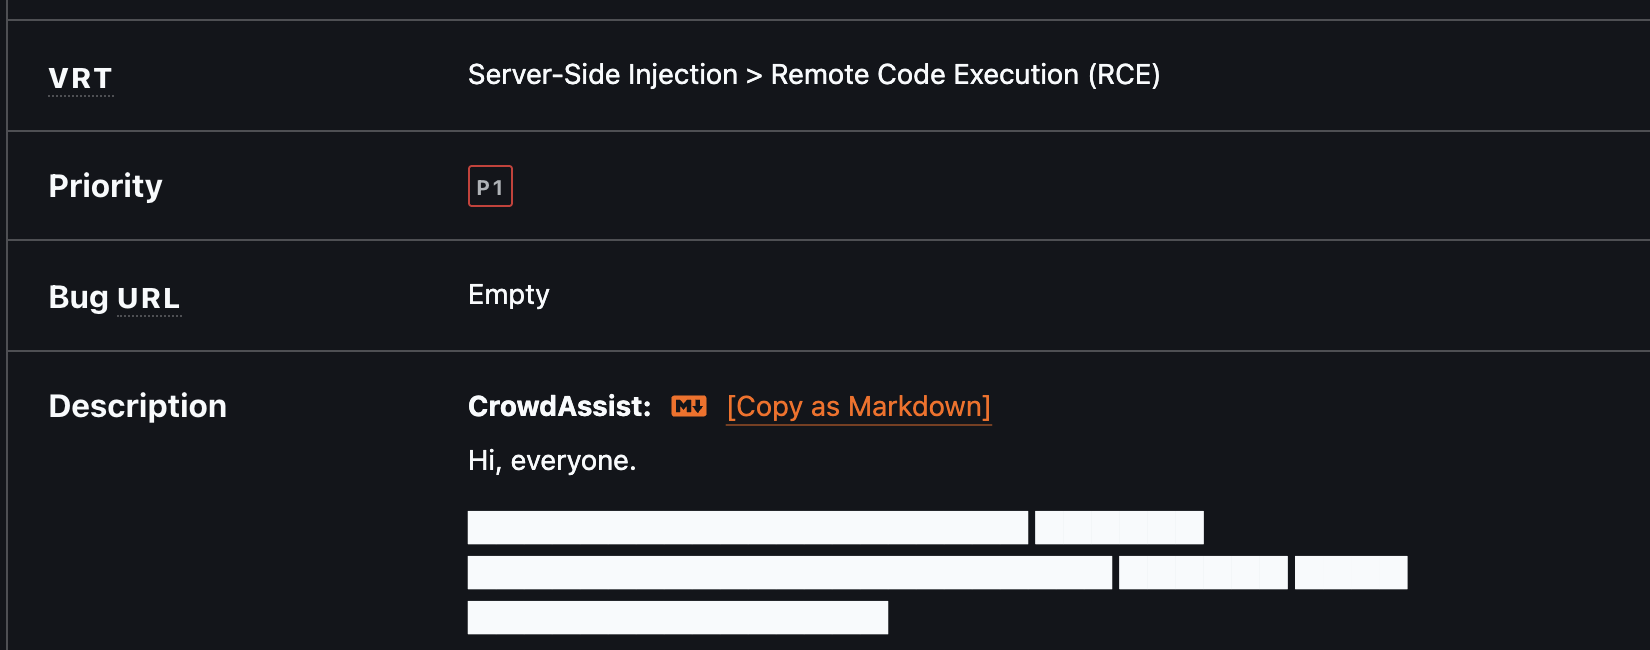 VRT Server-Side Injection > Remote Code Execution (RCE)
Priority P1
Bug URL Empty
Description CrowdAssist: M↓ [Copy as Markdown]
Hi, everyone.